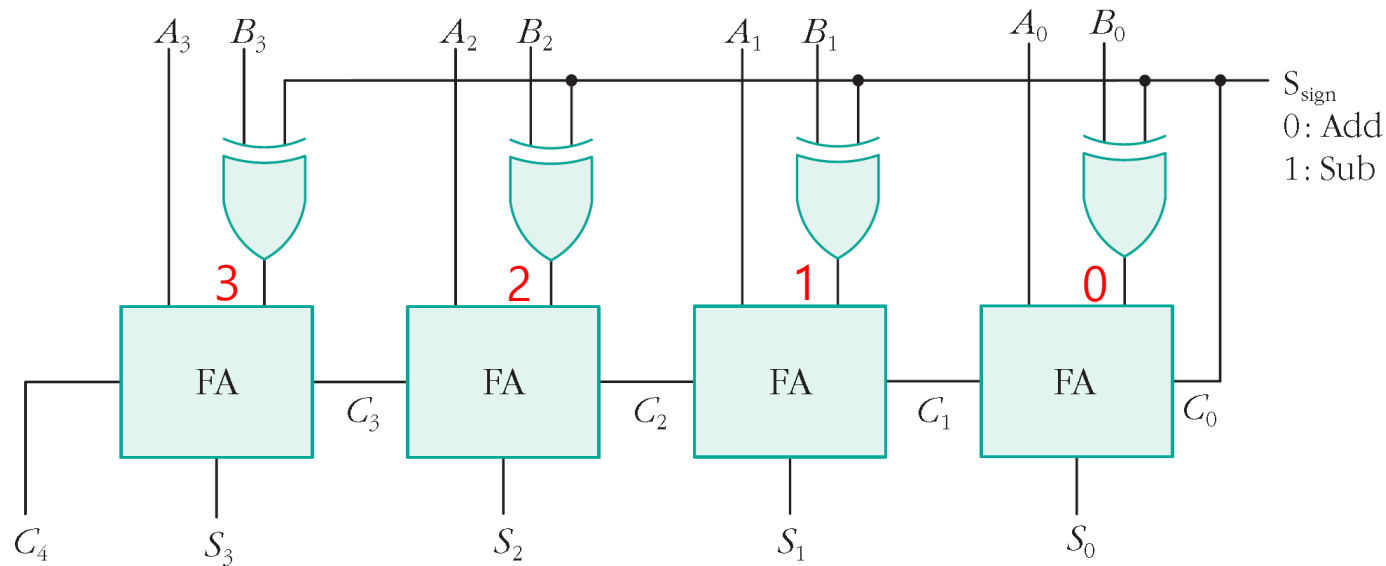 A₃ B₃ A₂ B₂ A₁ B₁ A₀ B₀
S_sign
0: Add
1: Sub
3 2 1 0
FA FA FA FA
C₃ C₂ C₁ C₀
C₄ S₃ S₂ S₁ S₀